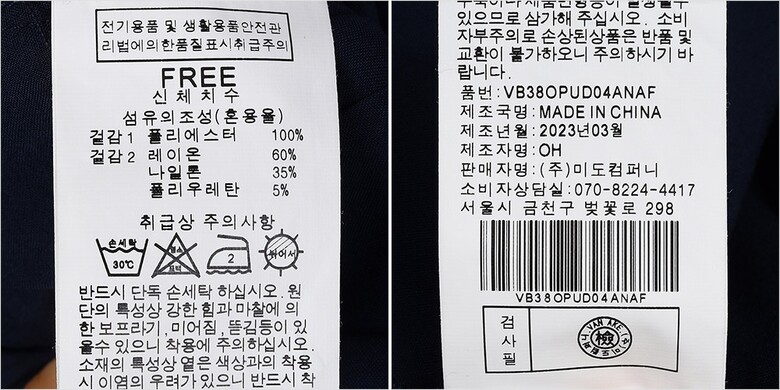 전기용품 및 생활용품안전관
리법에의한품질표시취급주의
FREE
신체치수
섬유의조성(혼용율)
겉감1 폴리에스터 100%
겉감2 레이온 60%
나일론 35%
폴리우레탄 5%
취급상 주의사항
손세탁
30℃
염소
표백
2
뉘어서
반드시 단독 손세탁 하십시오. 원
단의 특성상 강한 힘과 마찰에 의
한 보프라기, 미어짐, 뜯김등이 있
을수 있으니 착용에 주의하십시오.
소재의 특성상 옅은 색상과의 착용
시 이염의 우려가 있으니 반드시 착
있으므로 삼가해 주십시오. 소비
자부주의로 손상된상품은 반품 및
교환이 불가하오니 주의하시기 바
랍니다.
품번:VB38OPUD04ANAF
제조국명:MADE IN CHINA
제조년월:2023년03월
제조자명:OH
판매자명:(주)미도컴퍼니
소비자상담실:070-8224-4417
서울시 금천구 벚꽃로 298
VB38OPUD04ANAF
검
사
필
VAN AKE
檢